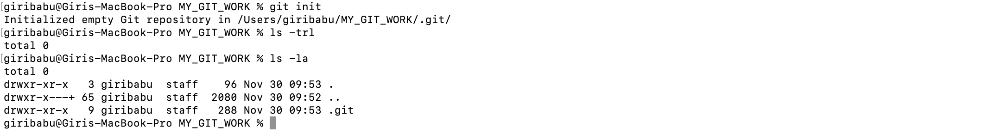 [giribabu@Giris-MacBook-Pro MY_GIT_WORK % git init
Initialized empty Git repository in /Users/giribabu/MY_GIT_WORK/.git/
[giribabu@Giris-MacBook-Pro MY_GIT_WORK % ls -trl
total 0
[giribabu@Giris-MacBook-Pro MY_GIT_WORK % ls -la
total 0
drwxr-xr-x   3 giribabu  staff    96 Nov 30 09:53 .
drwxr-x---+ 65 giribabu  staff  2080 Nov 30 09:52 ..
drwxr-xr-x   9 giribabu  staff   288 Nov 30 09:53 .git
giribabu@Giris-MacBook-Pro MY_GIT_WORK %